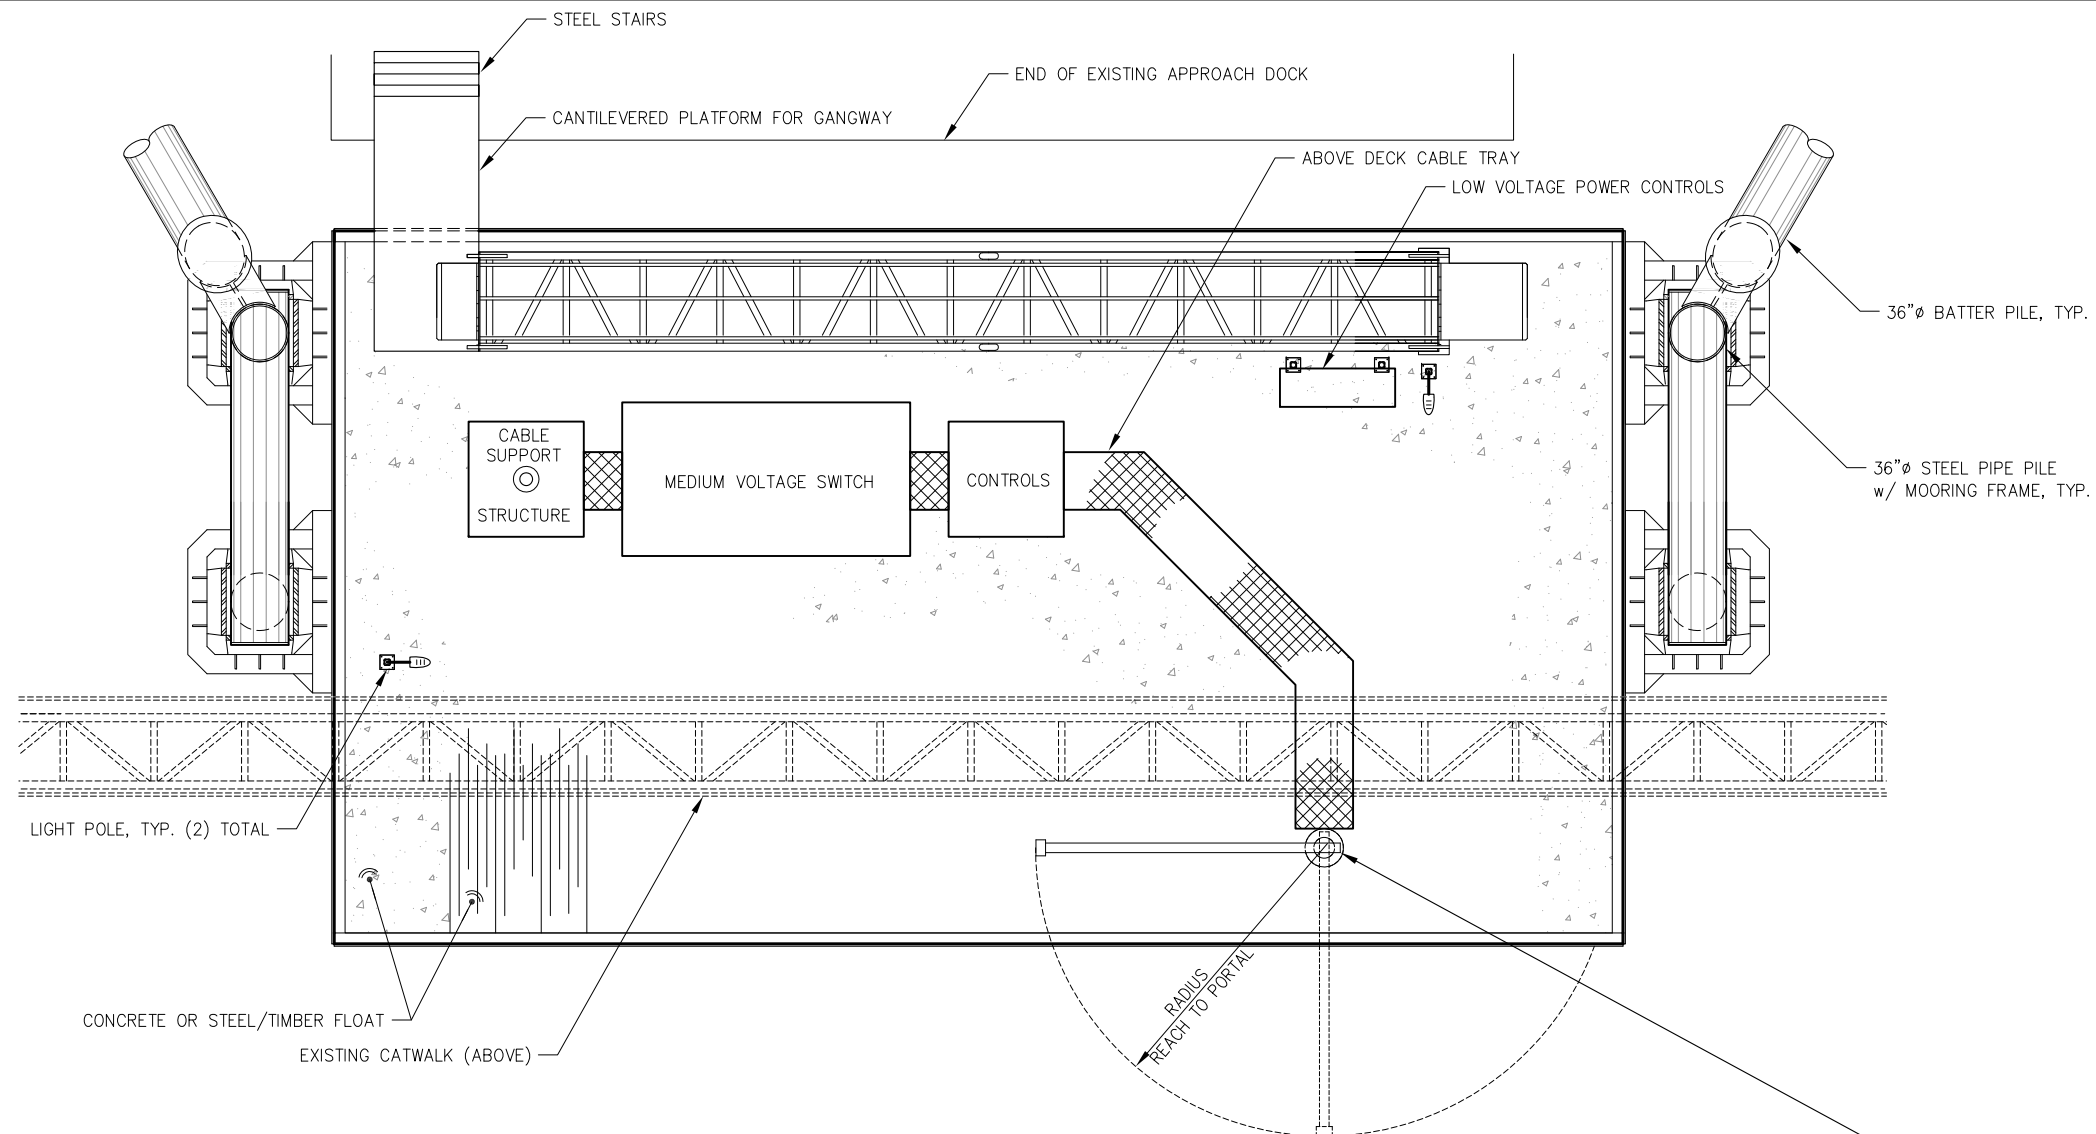 STEEL STAIRS
END OF EXISTING APPROACH DOCK
CANTILEVERED PLATFORM FOR GANGWAY
ABOVE DECK CABLE TRAY
LOW VOLTAGE POWER CONTROLS
36"ø BATTER PILE, TYP.
CABLE
SUPPORT
STRUCTURE
MEDIUM VOLTAGE SWITCH
CONTROLS
36"ø STEEL PIPE PILE
w/ MOORING FRAME, TYP.
LIGHT POLE, TYP. (2) TOTAL
RADIUS
REACH TO PORTAL
CONCRETE OR STEEL/TIMBER FLOAT
EXISTING CATWALK (ABOVE)